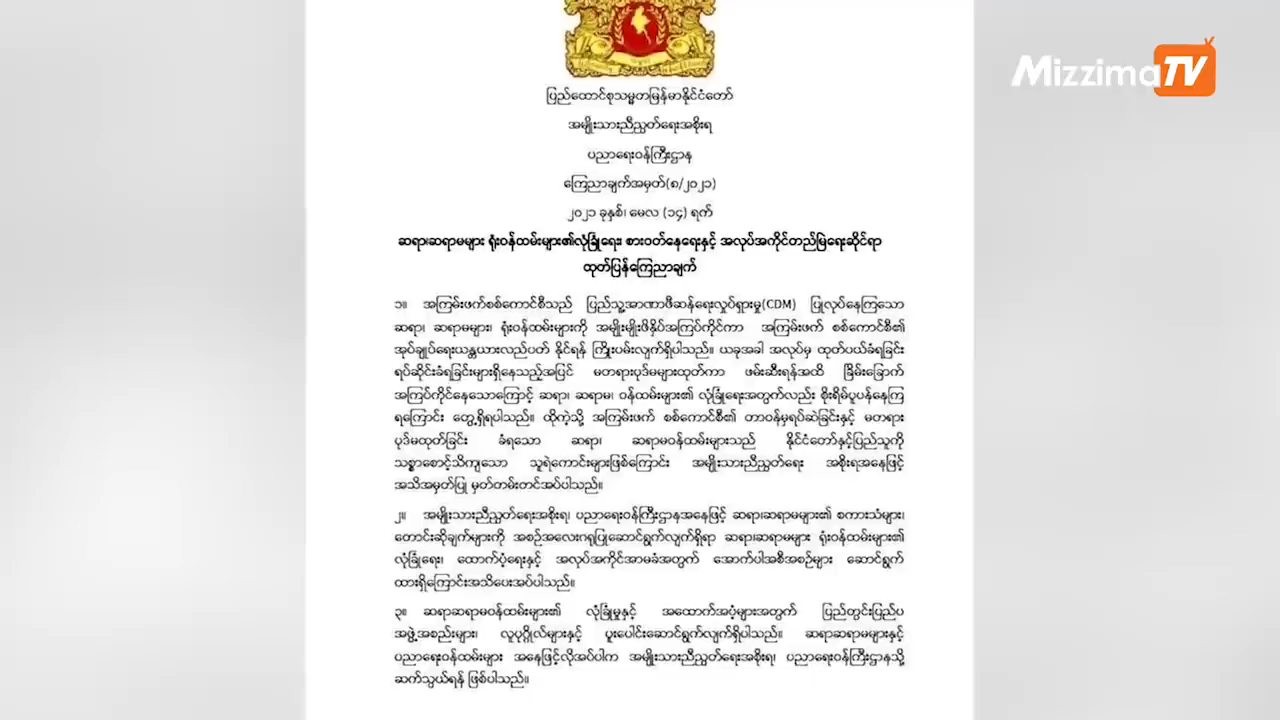 MizzimaTV
ပြည်ထောင်စုသမ္မတမြန်မာနိုင်ငံတော်
အမျိုးသားညီညွတ်ရေးအစိုးရ
ပညာရေးဝန်ကြီးဌာန
ကြေညာချက်အမှတ်(၈/၂၀၂၁)
၂၀၂၁ ခုနှစ်၊ မေလ (၁၄) ရက်
ဆရာ၊ဆရာမများ ရုံးဝန်ထမ်းများ၏လုံခြုံရေး၊ စားဝတ်နေရေးနှင့် အလုပ်အကိုင်တည်မြဲရေးဆိုင်ရာ
ထုတ်ပြန်ကြေညာချက်
၁။ အကြမ်းဖက်စစ်ကောင်စီသည် ပြည်သူ့အာဏာဖီဆန်ရေးလှုပ်ရှားမှု(CDM) ပြုလုပ်နေကြသော
ဆရာ၊ ဆရာမများ၊ ရုံးဝန်ထမ်းများကို အမျိုးမျိုးဖိနှိပ်အကြပ်ကိုင်ကာ အကြမ်းဖက် စစ်ကောင်စီ၏
အုပ်ချုပ်ရေးယန္တယားလည်ပတ် နိုင်ရန် ကြိုးပမ်းလျက်ရှိပါသည်။ ယခုအခါ အလုပ်မှ ထုတ်ပယ်ခံရခြင်း
ရပ်ဆိုင်းခံရခြင်းများရှိနေသည့်အပြင် မတရားပုဒ်မများထုတ်ကာ ဖမ်းဆီးရန်အထိ ခြိမ်းခြောက်
အကြပ်ကိုင်နေသောကြောင့် ဆရာ၊ ဆရာမ၊ ဝန်ထမ်းများ၏ လုံခြုံရေးအတွက်လည်း စိုးရိမ်ပူပန်နေကြ
ရကြောင်း တွေ့ရှိရပါသည်။ ထိုကဲ့သို့ အကြမ်းဖက် စစ်ကောင်စီ၏ တာဝန်မှရပ်ဆဲခြင်းနှင့် မတရား
ပုဒ်မထုတ်ခြင်း ခံရသော ဆရာ၊ ဆရာမဝန်ထမ်းများသည် နိုင်ငံတော်နှင့်ပြည်သူကို
သစ္စာစောင့်သိကျသော သူရဲကောင်းများဖြစ်ကြောင်း အမျိုးသားညီညွတ်ရေး အစိုးရအနေဖြင့်
အသိအမှတ်ပြု မှတ်တမ်းတင်အပ်ပါသည်။
၂။ အမျိုးသားညီညွတ်ရေးအစိုးရ၊ ပညာရေးဝန်ကြီးဌာနအနေဖြင့် ဆရာ၊ဆရာမများ၏ စကားသံများ၊
တောင်းဆိုချက်များကို အစဉ်အလေးဂရုပြုဆောင်ရွက်လျက်ရှိရာ ဆရာ၊ဆရာမများ ရုံးဝန်ထမ်းများ၏
လုံခြုံရေး၊ ထောက်ပံ့ရေးနှင့် အလုပ်အကိုင်အာမခံအတွက် အောက်ပါအစီအစဉ်များ ဆောင်ရွက်
ထားရှိကြောင်းအသိပေးအပ်ပါသည်။
၃။ ဆရာဆရာမဝန်ထမ်းများ၏ လုံခြုံမှုနှင့် အထောက်အပံ့များအတွက် ပြည်တွင်းပြည်ပ
အဖွဲ့အစည်းများ၊ လူပုဂ္ဂိုလ်များနှင့် ပူးပေါင်းဆောင်ရွက်လျက်ရှိပါသည်။ ဆရာဆရာမများနှင့်
ပညာရေးဝန်ထမ်းများ အနေဖြင့်လိုအပ်ပါက အမျိုးသားညီညွတ်ရေးအစိုးရ၊ ပညာရေးဝန်ကြီးဌာနသို့
ဆက်သွယ်ရန် ဖြစ်ပါသည်။